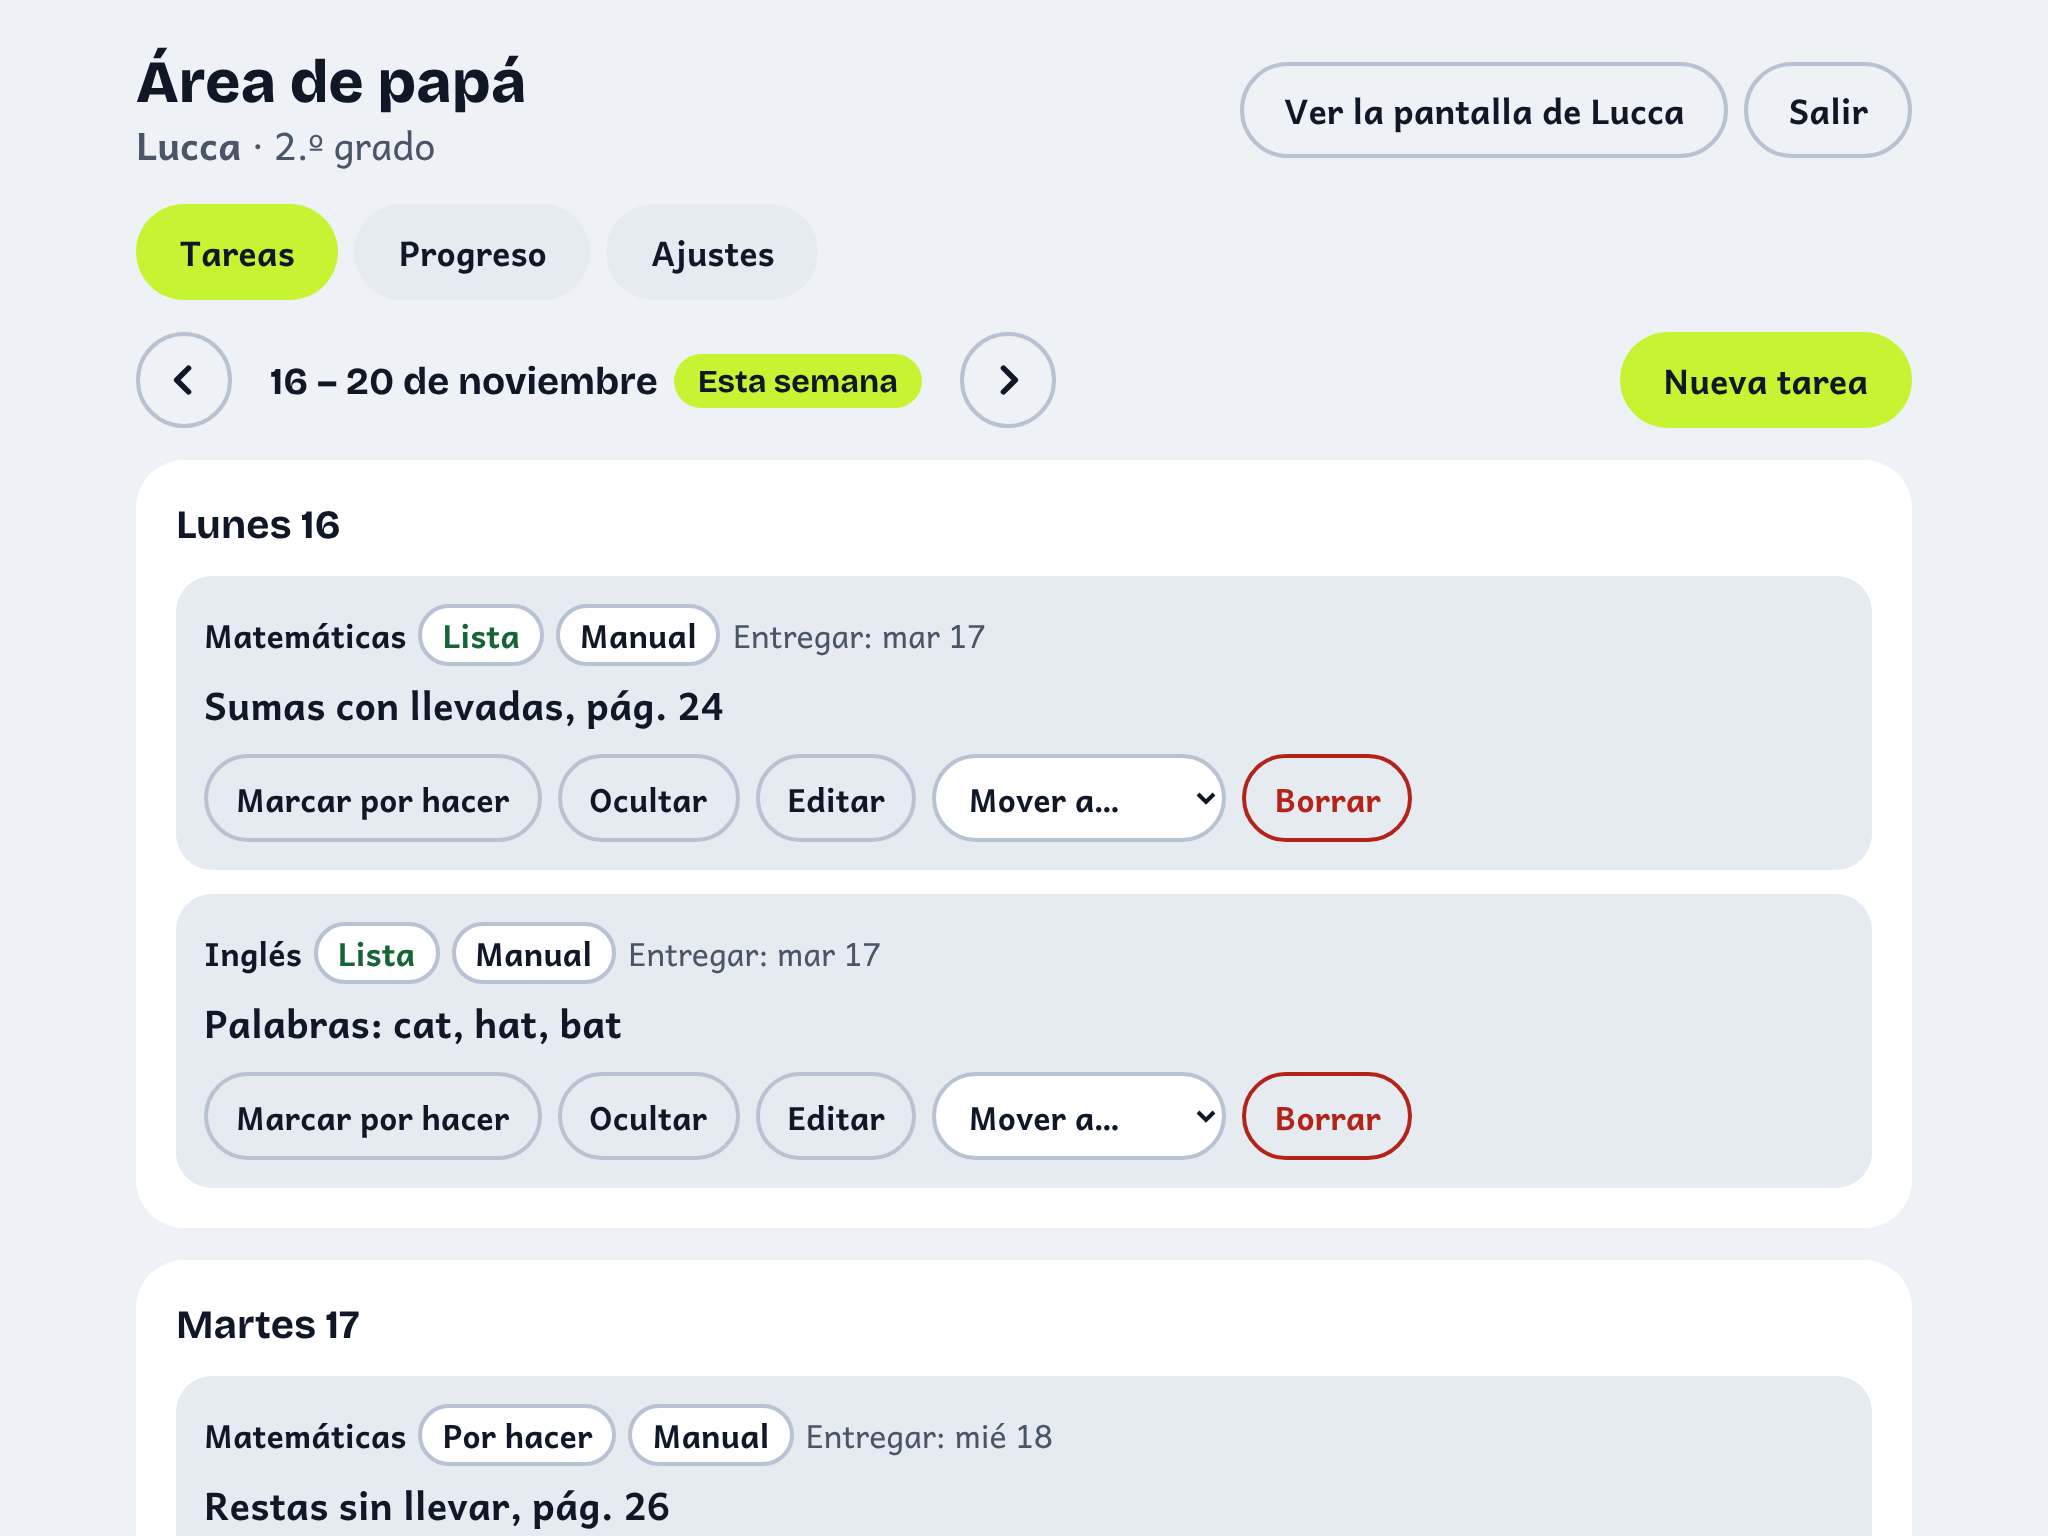 Área de papá
Lucca · 2.º grado
Ver la pantalla de Lucca
Salir
Tareas
Progreso
Ajustes
16 – 20 de noviembre
Esta semana
Nueva tarea
Lunes 16
Matemáticas Lista Manual Entregar: mar 17
Sumas con llevadas, pág. 24
Marcar por hacer Ocultar Editar Mover a... Borrar
Inglés Lista Manual Entregar: mar 17
Palabras: cat, hat, bat
Marcar por hacer Ocultar Editar Mover a... Borrar
Martes 17
Matemáticas Por hacer Manual Entregar: mié 18
Restas sin llevar, pág. 26